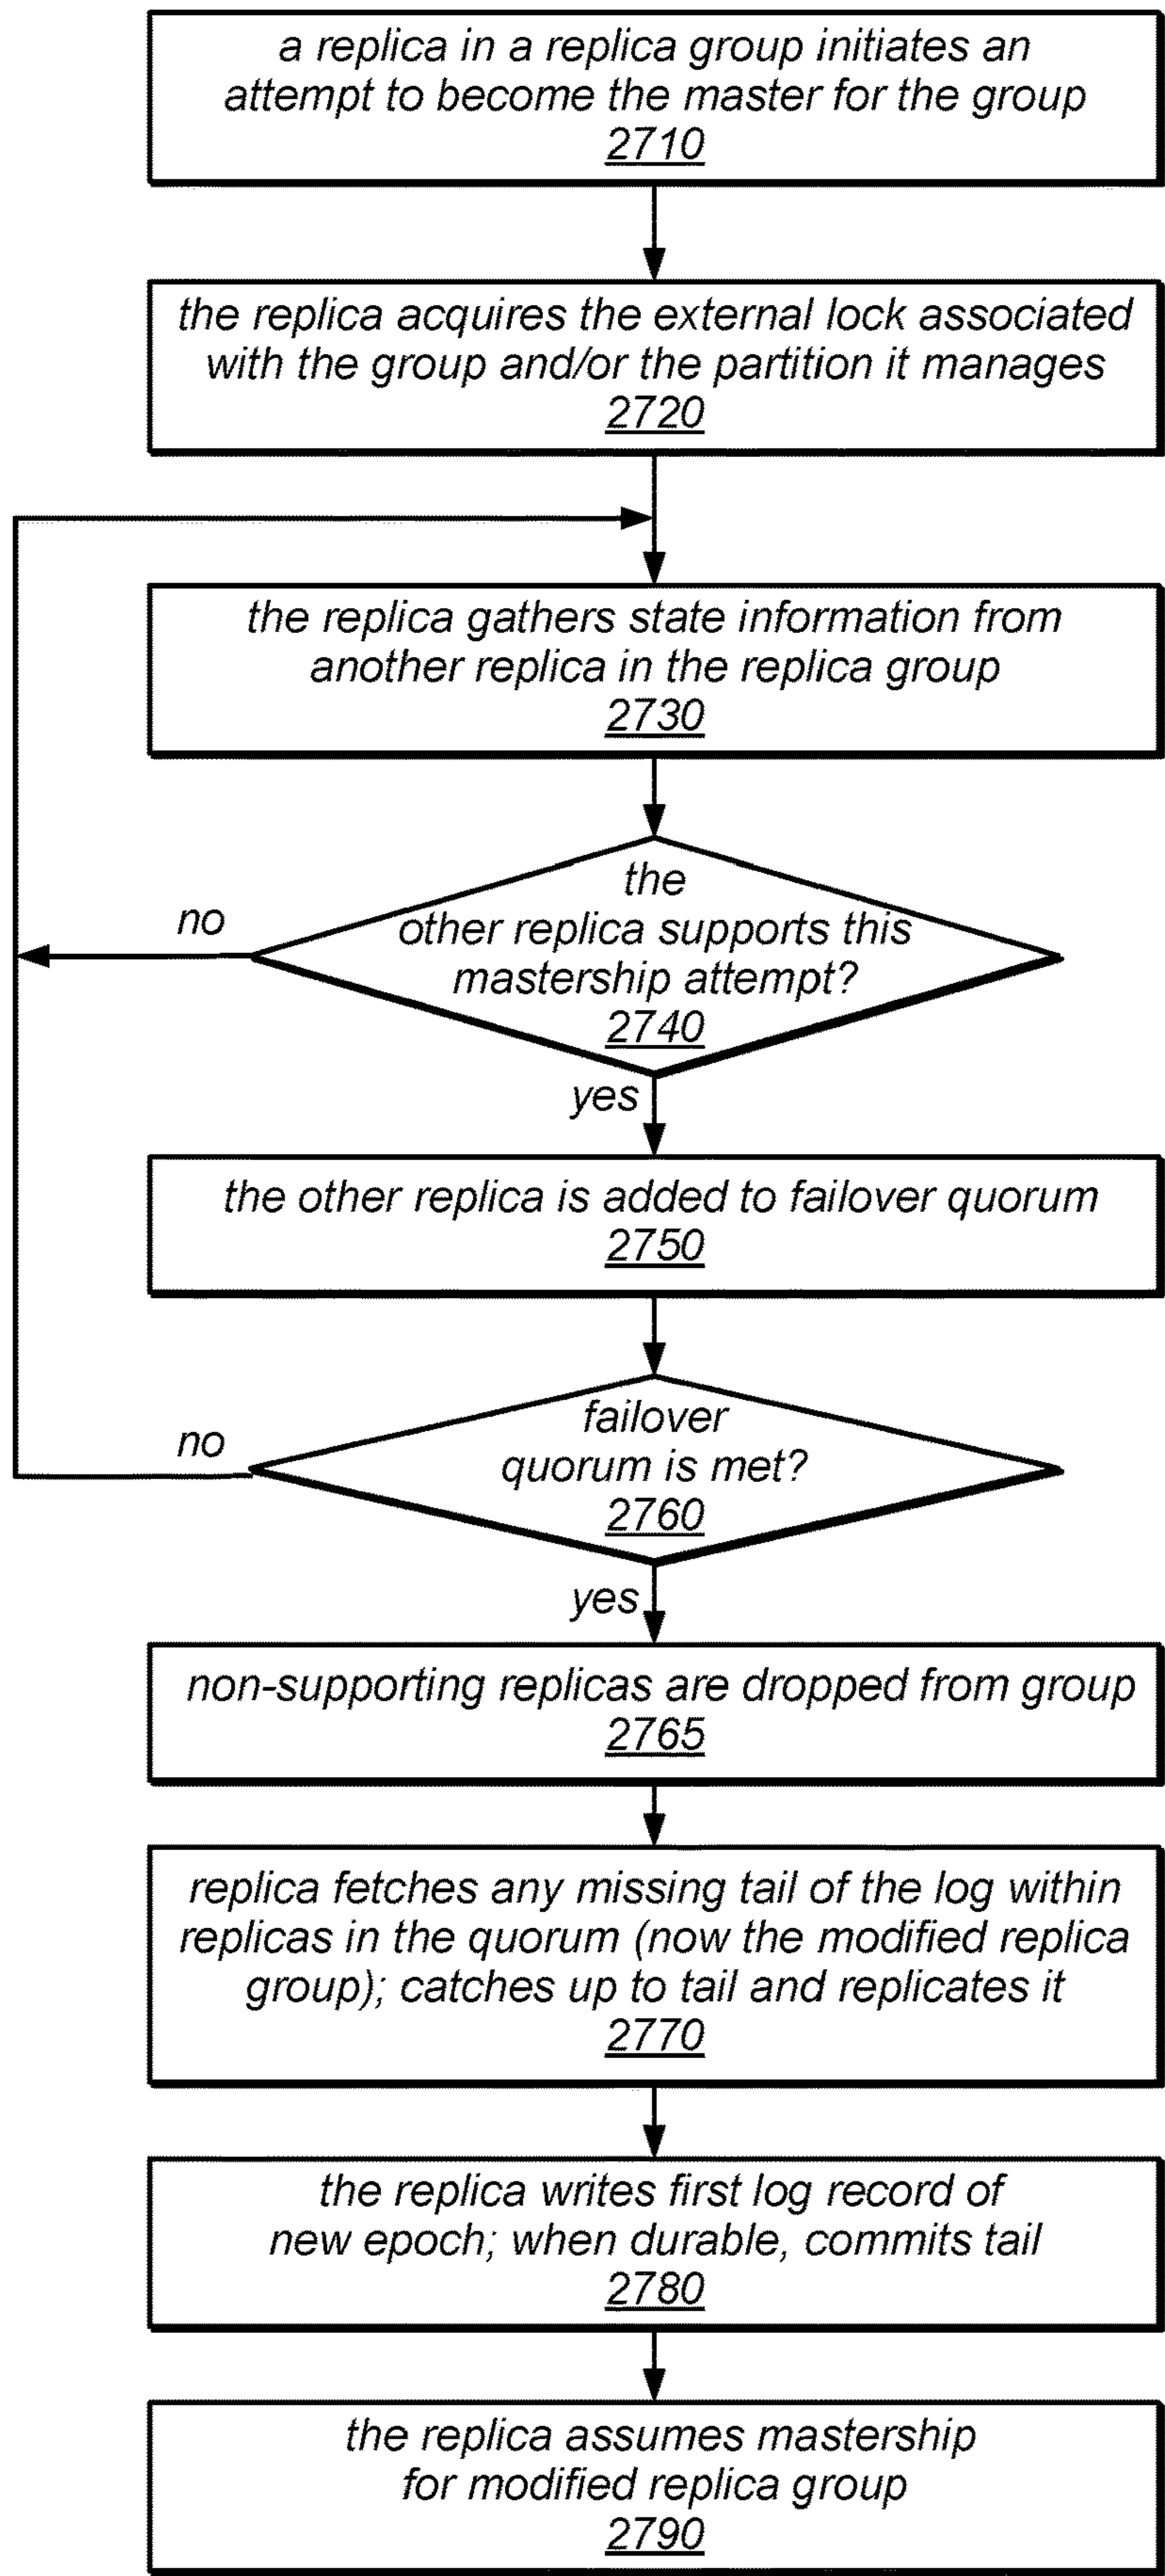 a replica in a replica group initiates an
attempt to become the master for the group
2710
the replica acquires the external lock associated
with the group and/or the partition it manages
2720
the replica gathers state information from
another replica in the replica group
2730
the
other replica supports this
mastership attempt?
2740
no
yes
the other replica is added to failover quorum
2750
failover
quorum is met?
2760
no
yes
non-supporting replicas are dropped from group
2765
replica fetches any missing tail of the log within
replicas in the quorum (now the modified replica
group); catches up to tail and replicates it
2770
the replica writes first log record of
new epoch; when durable, commits tail
2780
the replica assumes mastership
for modified replica group
2790